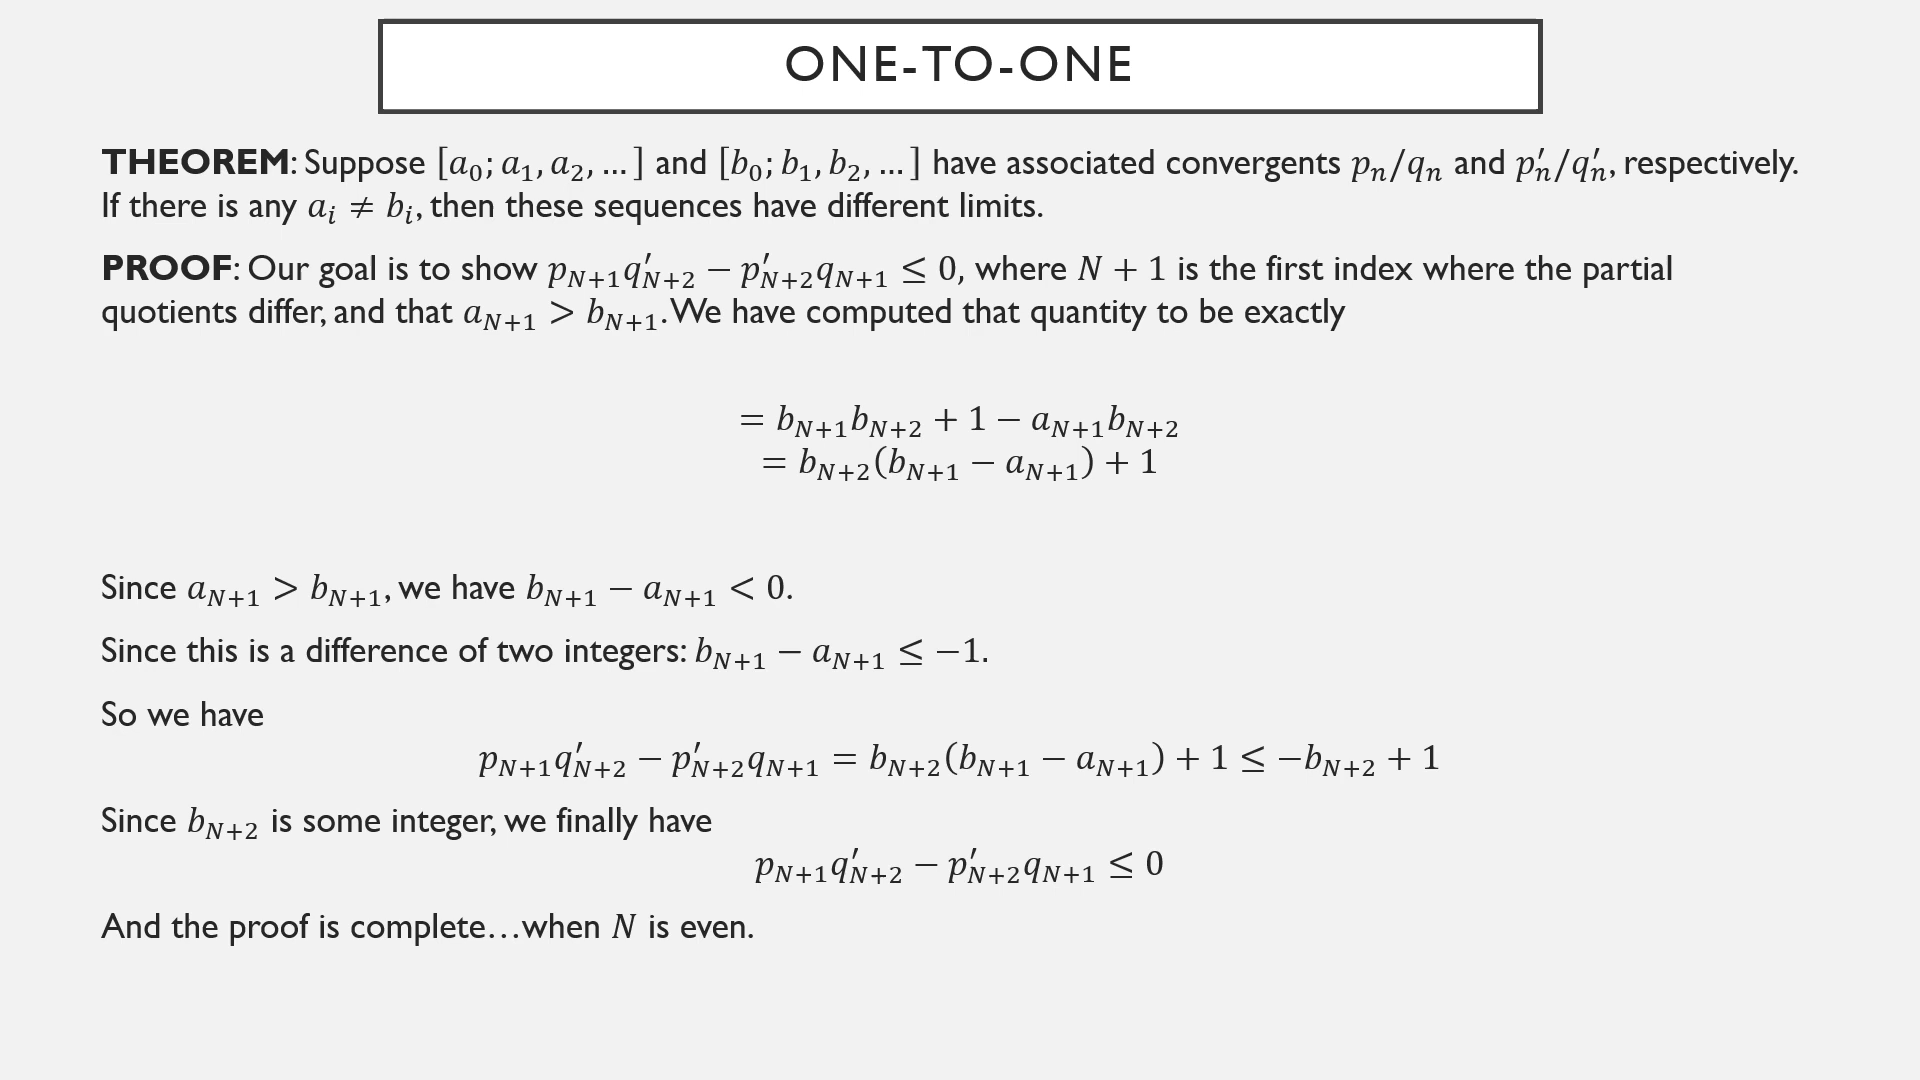 ONE-TO-ONE
THEOREM: Suppose [a₀; a₁, a₂, … ] and [b₀; b₁, b₂, … ] have associated convergents pₙ/qₙ and p′ₙ/q′ₙ, respectively.
If there is any aᵢ ≠ bᵢ, then these sequences have different limits.
PROOF: Our goal is to show p_{N+1}q′_{N+2} − p′_{N+2}q_{N+1} ≤ 0, where N + 1 is the first index where the partial
quotients differ, and that a_{N+1} > b_{N+1}. We have computed that quantity to be exactly
= b_{N+1}b_{N+2} + 1 − a_{N+1}b_{N+2}
= b_{N+2}(b_{N+1} − a_{N+1}) + 1
Since a_{N+1} > b_{N+1}, we have b_{N+1} − a_{N+1} < 0.
Since this is a difference of two integers: b_{N+1} − a_{N+1} ≤ −1.
So we have
p_{N+1}q′_{N+2} − p′_{N+2}q_{N+1} = b_{N+2}(b_{N+1} − a_{N+1}) + 1 ≤ −b_{N+2} + 1
Since b_{N+2} is some integer, we finally have
p_{N+1}q′_{N+2} − p′_{N+2}q_{N+1} ≤ 0
And the proof is complete…when N is even.